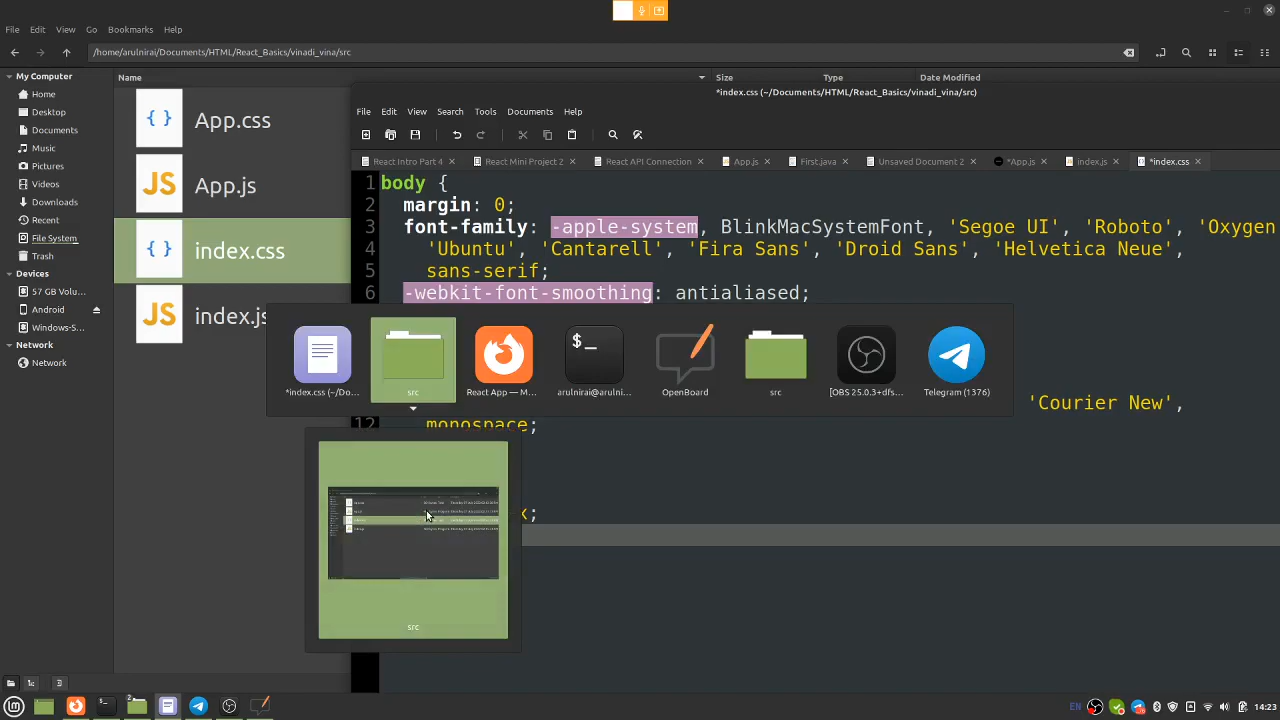 File Edit View Go Bookmarks Help
/home/arulnirai/Documents/HTML/React_Basics/vinadi_vina/src
My Computer
Home
Desktop
Documents
Music
Pictures
Videos
Downloads
Recent
File System
Trash
Devices
57 GB Volu...
Android
Windows-S...
Network
Network
Name Size Type Date Modified
{ } App.css
JS App.js
{ } index.css
JS index.js
*index.css (~/Documents/HTML/React_Basics/vinadi_vina/src)
File Edit View Search Tools Documents Help
React Intro Part 4 React Mini Project 2 React API Connection App.js First.java Unsaved Document 2 *App.js index.js *index.css
1 body {
2 margin: 0;
3 font-family: -apple-system, BlinkMacSystemFont, 'Segoe UI', 'Roboto', 'Oxygen
4 'Ubuntu', 'Cantarell', 'Fira Sans', 'Droid Sans', 'Helvetica Neue',
5 sans-serif;
6 -webkit-font-smoothing: antialiased;
'Courier New',
12 monospace;
;
$_
*index.css (~/Do... src React App — M... arulnirai@arulni... OpenBoard src [OBS 25.0.3+dfs... Telegram (1376)
src
EN 14:23